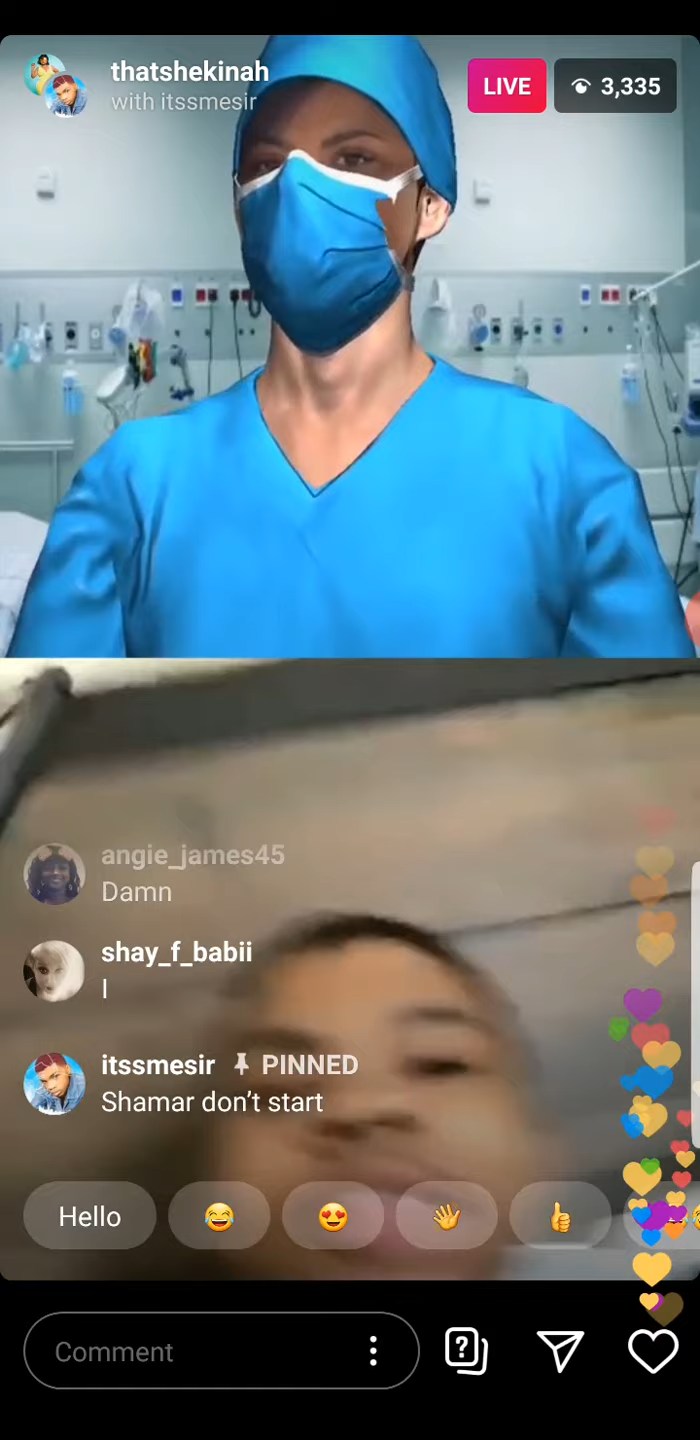 thatshekinah
with itssmesir
LIVE
3,335
angie_james45
Damn
shay_f_babii
I
itssmesir PINNED
Shamar don't start
Hello
Comment